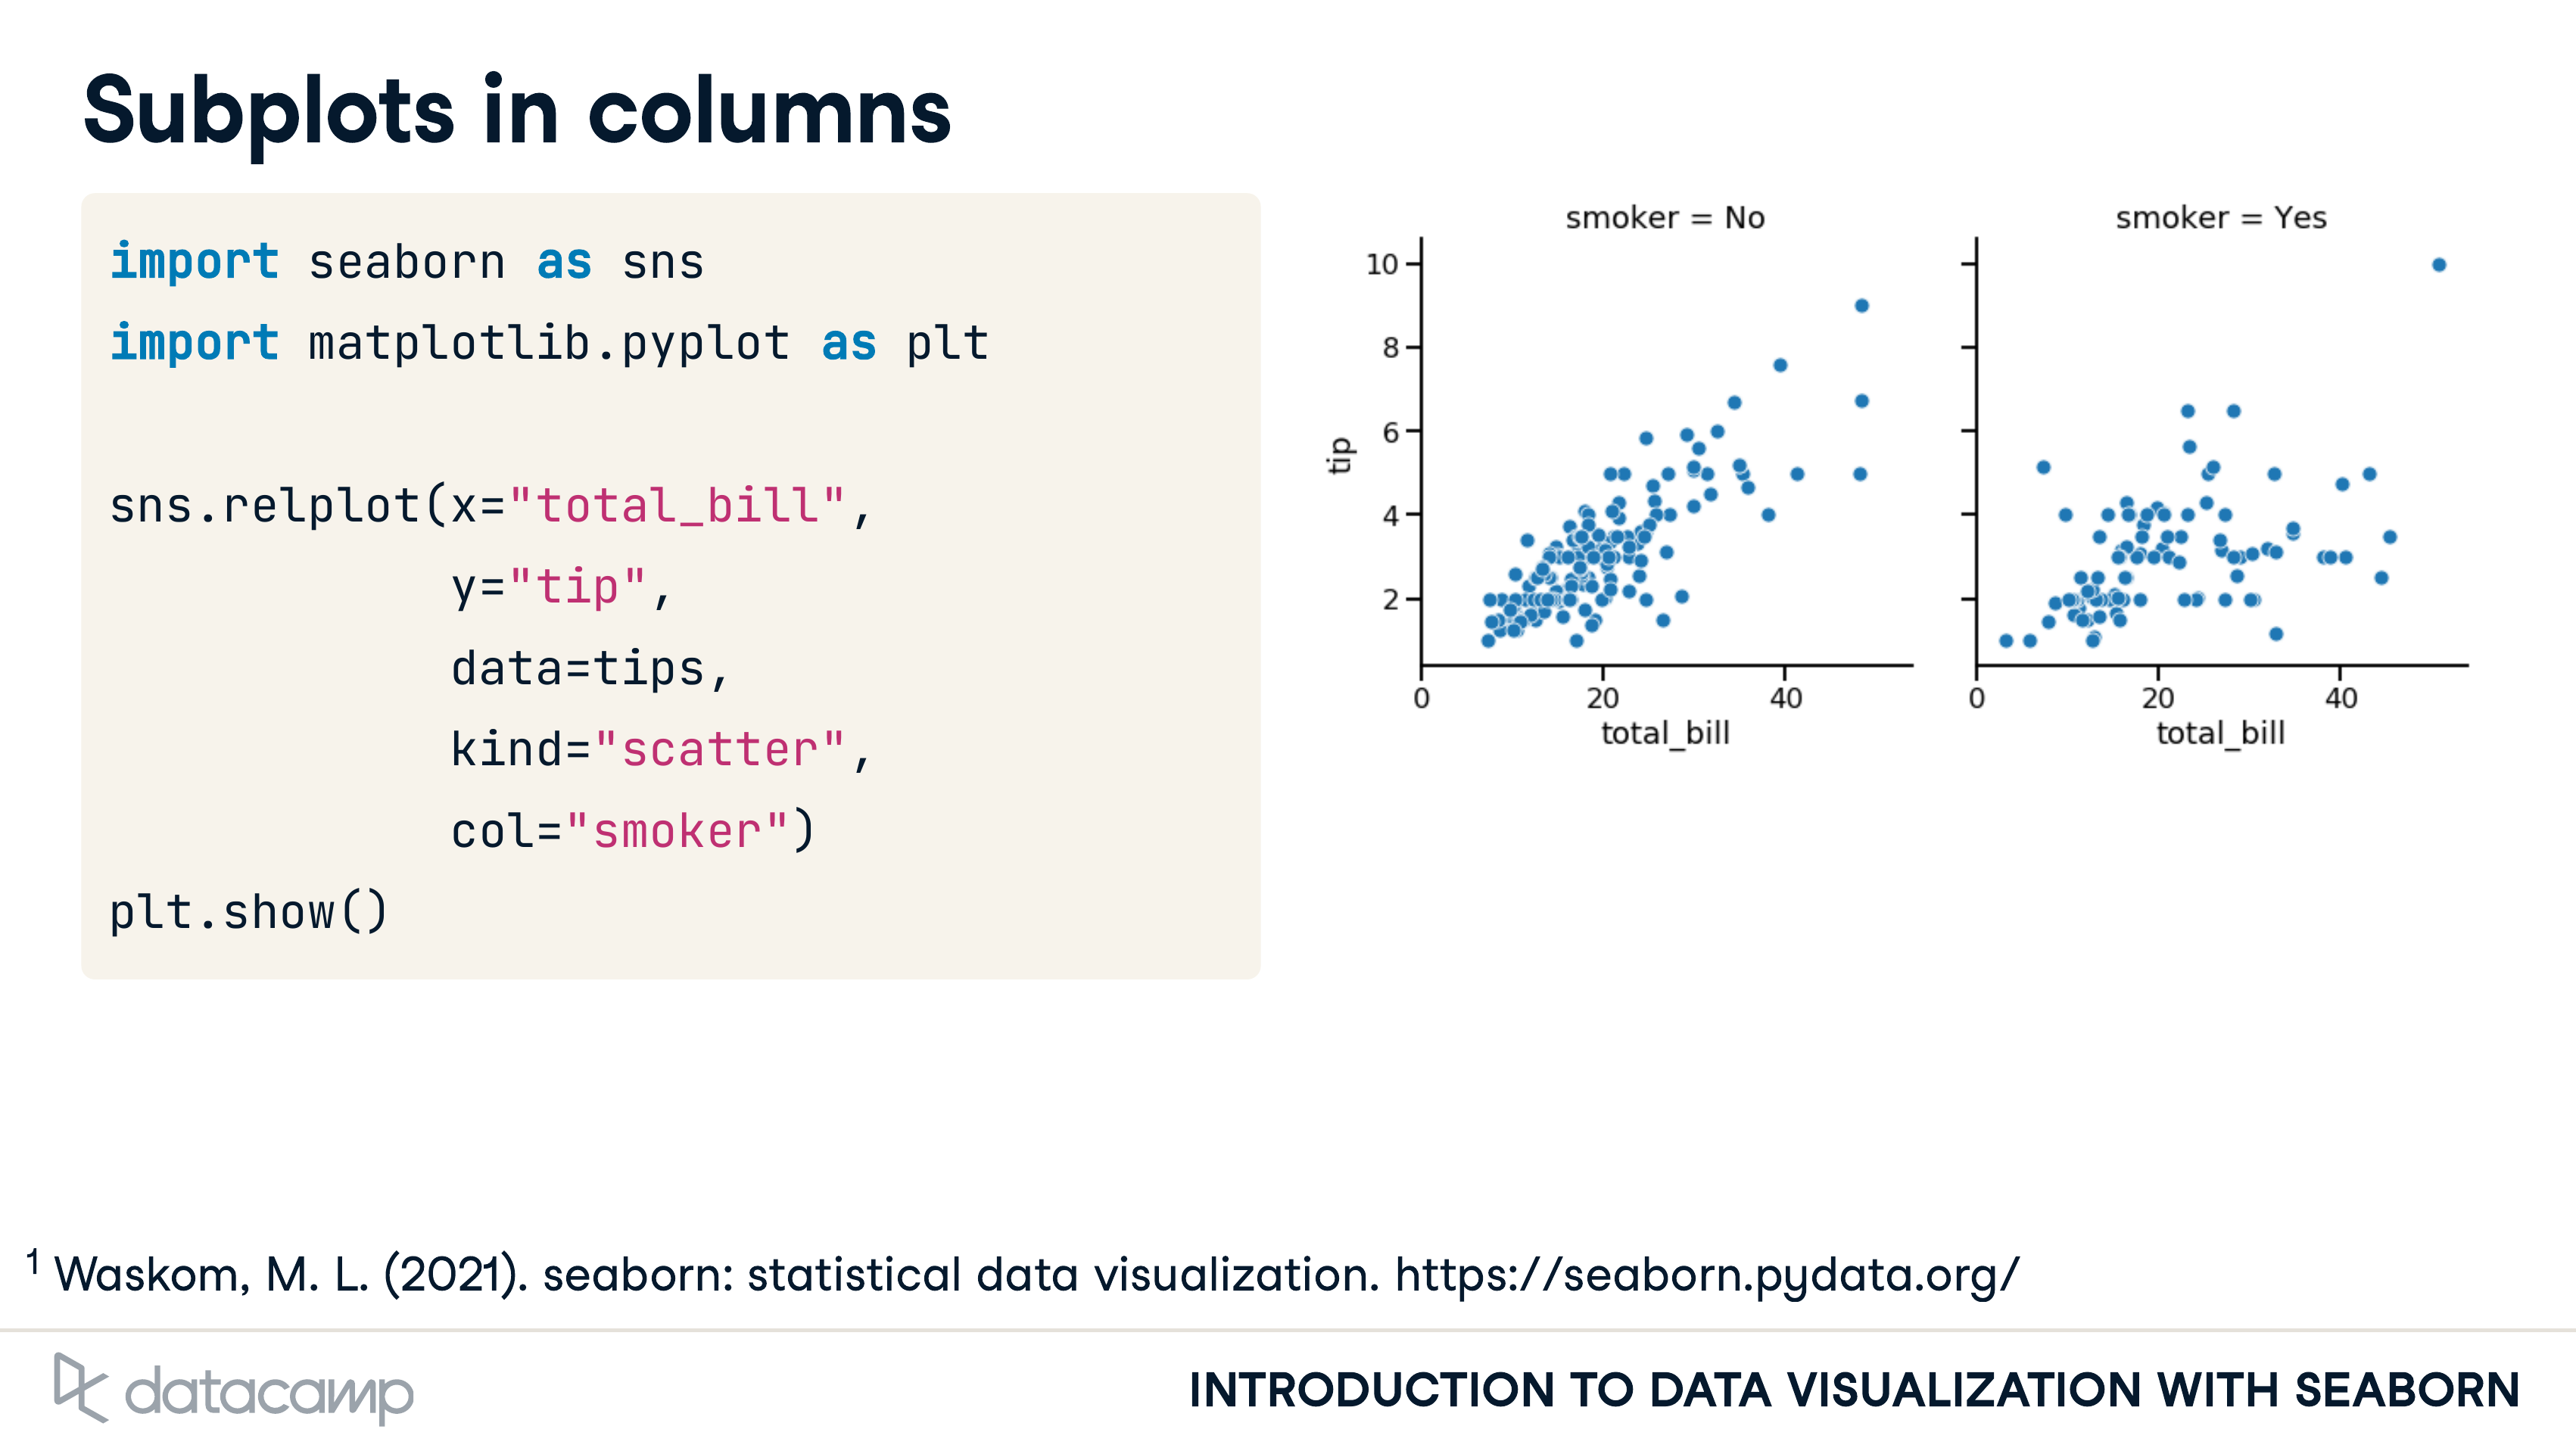 Subplots in columns
import seaborn as sns
import matplotlib.pyplot as plt
sns.relplot(x="total_bill",
y="tip",
data=tips,
kind="scatter",
col="smoker")
plt.show()
smoker = No
smoker = Yes
10
8
6
4
2
tip
0 20 40
0 20 40
total_bill
total_bill
1 Waskom, M. L. (2021). seaborn: statistical data visualization. https://seaborn.pydata.org/
datacamp
INTRODUCTION TO DATA VISUALIZATION WITH SEABORN